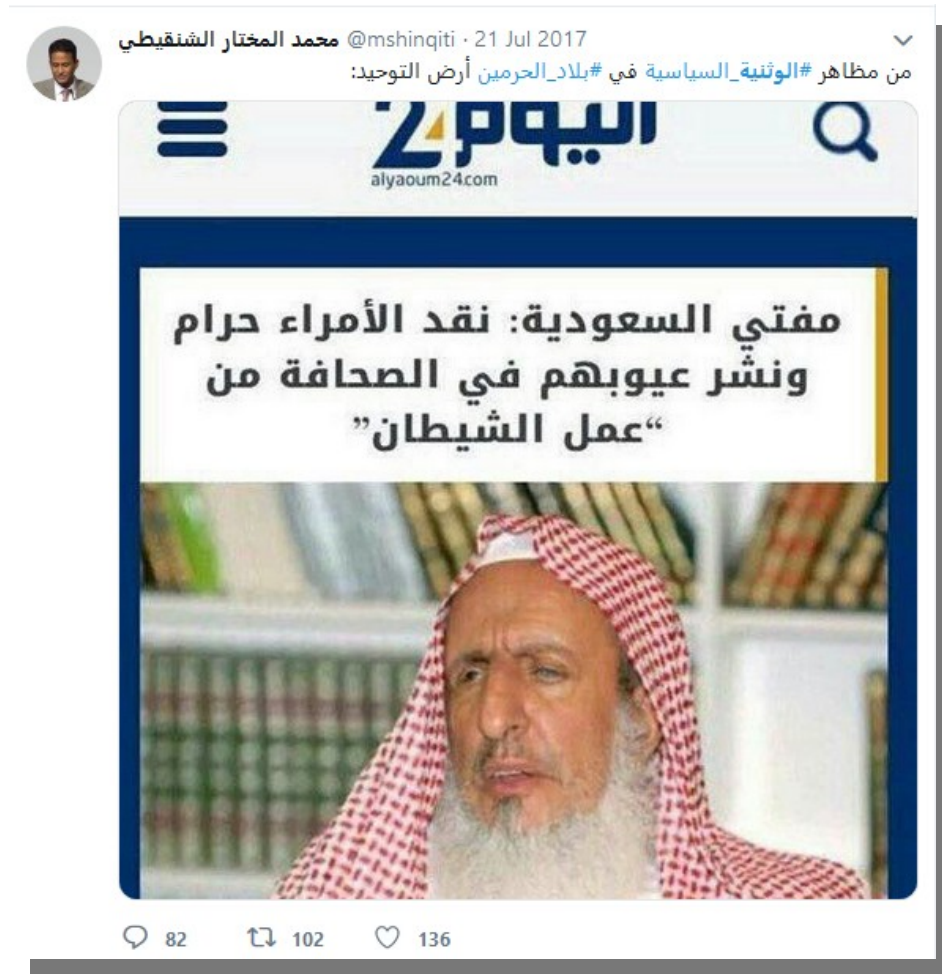 محمد المختار الشنقيطي @mshinqiti · 21 Jul 2017
من مظاهر #الوثنية_السياسية في #بلاد_الحرمين أرض التوحيد:
اليوم 24
alyaoum24.com
مفتي السعودية: نقد الأمراء حرام
ونشر عيوبهم في الصحافة من
“عمل الشيطان”
82 102 136